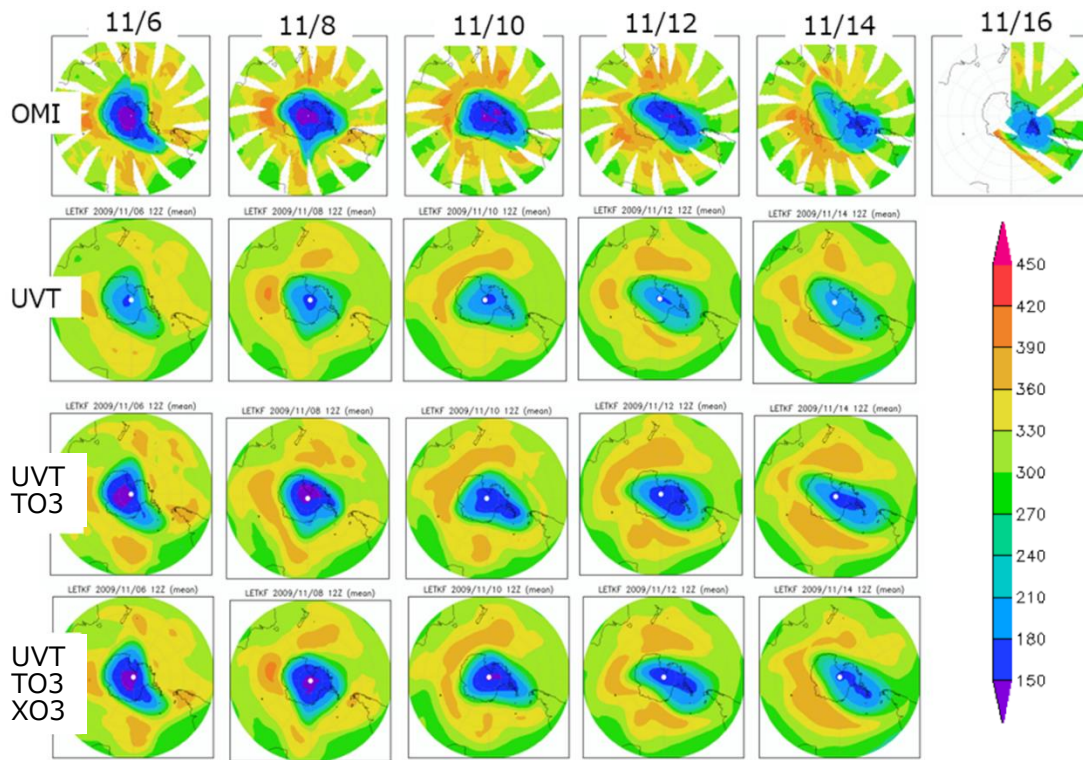 11/6 11/8 11/10 11/12 11/14 11/16
OMI
LETKF 2009/11/06 12Z (mean) LETKF 2009/11/08 12Z (mean) LETKF 2009/11/10 12Z (mean) LETKF 2009/11/12 12Z (mean) LETKF 2009/11/14 12Z (mean)
UVT
LETKF 2009/11/06 12Z (mean) LETKF 2009/11/08 12Z (mean) LETKF 2009/11/10 12Z (mean) LETKF 2009/11/12 12Z (mean) LETKF 2009/11/14 12Z (mean)
UVT
TO3
LETKF 2009/11/06 12Z (mean) LETKF 2009/11/08 12Z (mean) LETKF 2009/11/10 12Z (mean) LETKF 2009/11/12 12Z (mean) LETKF 2009/11/14 12Z (mean)
UVT
TO3
XO3
450
420
390
360
330
300
270
240
210
180
150